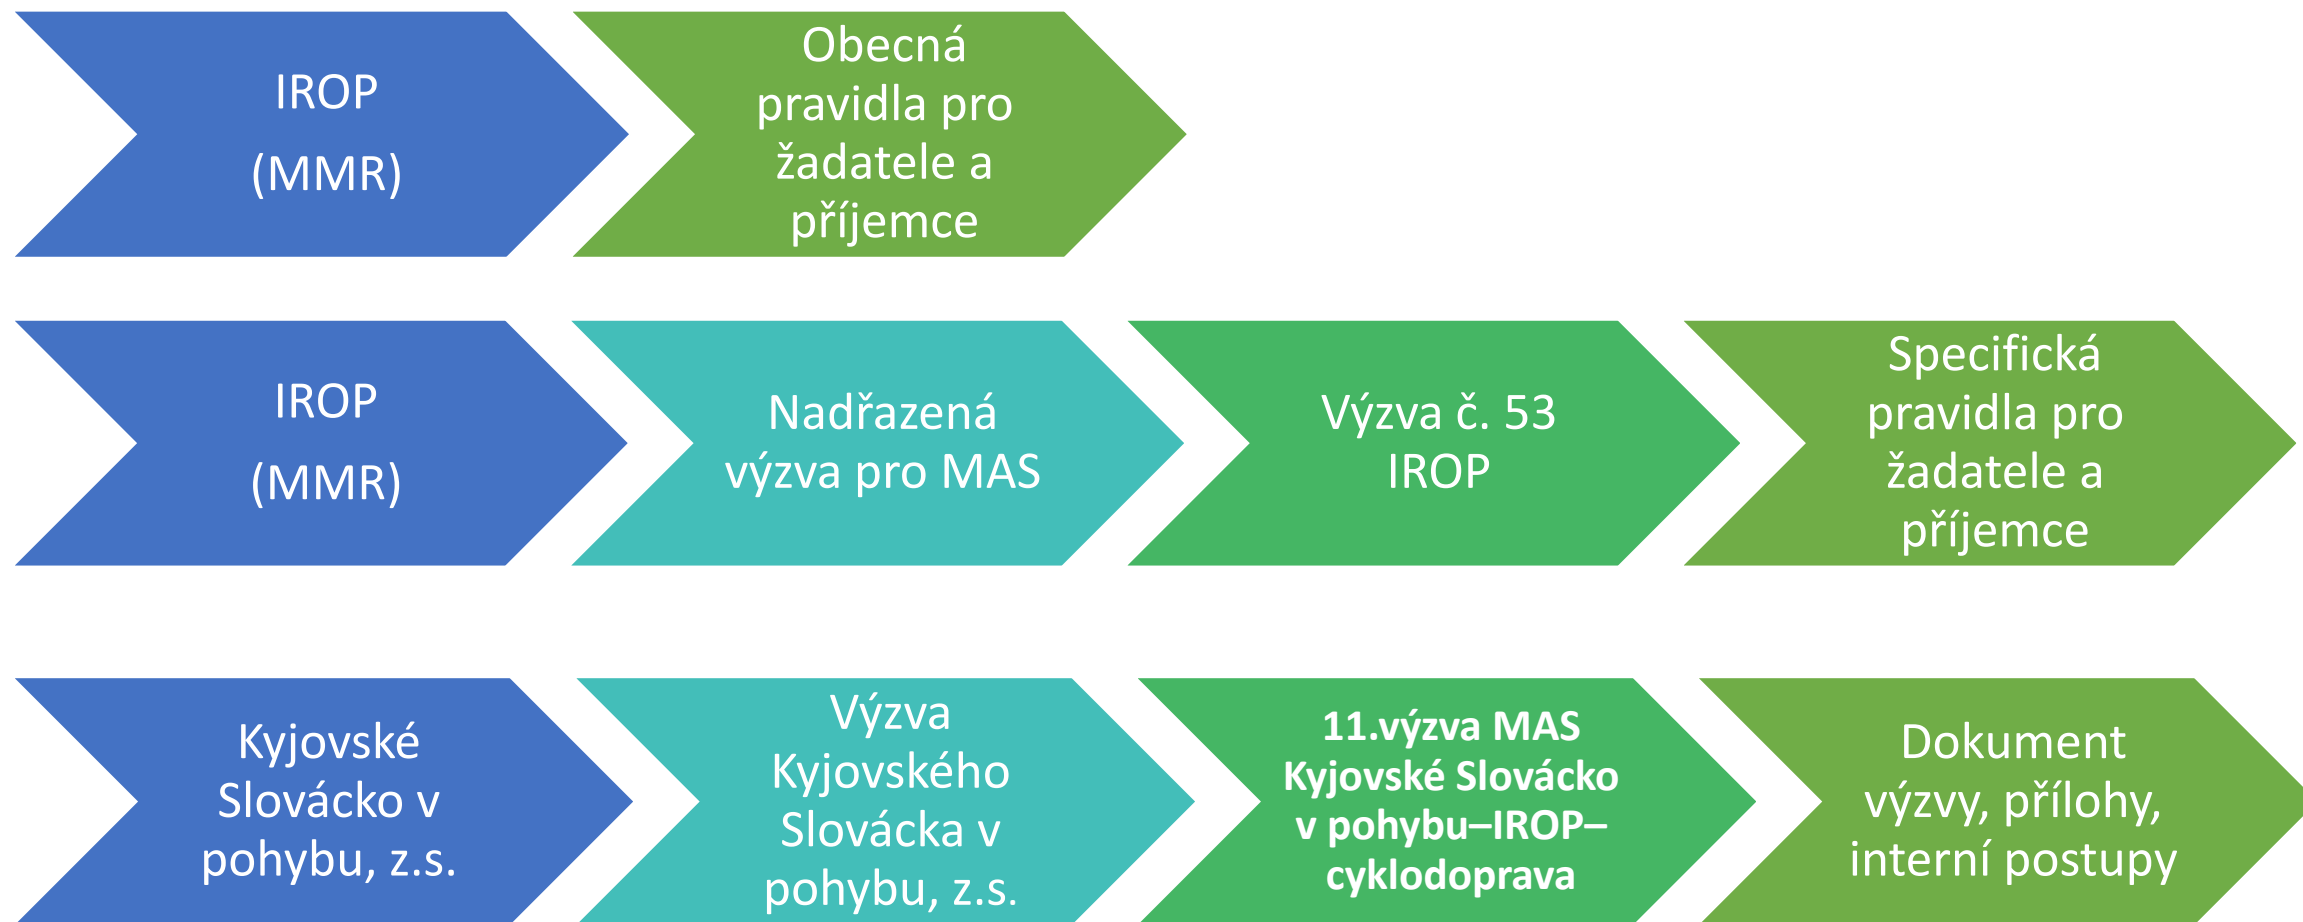 IROP
(MMR)
Obecná
pravidla pro
žadatele a
příjemce
IROP
(MMR)
Nadřazená
výzva pro MAS
Výzva č. 53
IROP
Specifická
pravidla pro
žadatele a
příjemce
Kyjovské
Slovácko v
pohybu, z.s.
Výzva
Kyjovského
Slovácka v
pohybu, z.s.
11.výzva MAS
Kyjovské Slovácko
v pohybu–IROP–
cyklodoprava
Dokument
výzvy, přílohy,
interní postupy